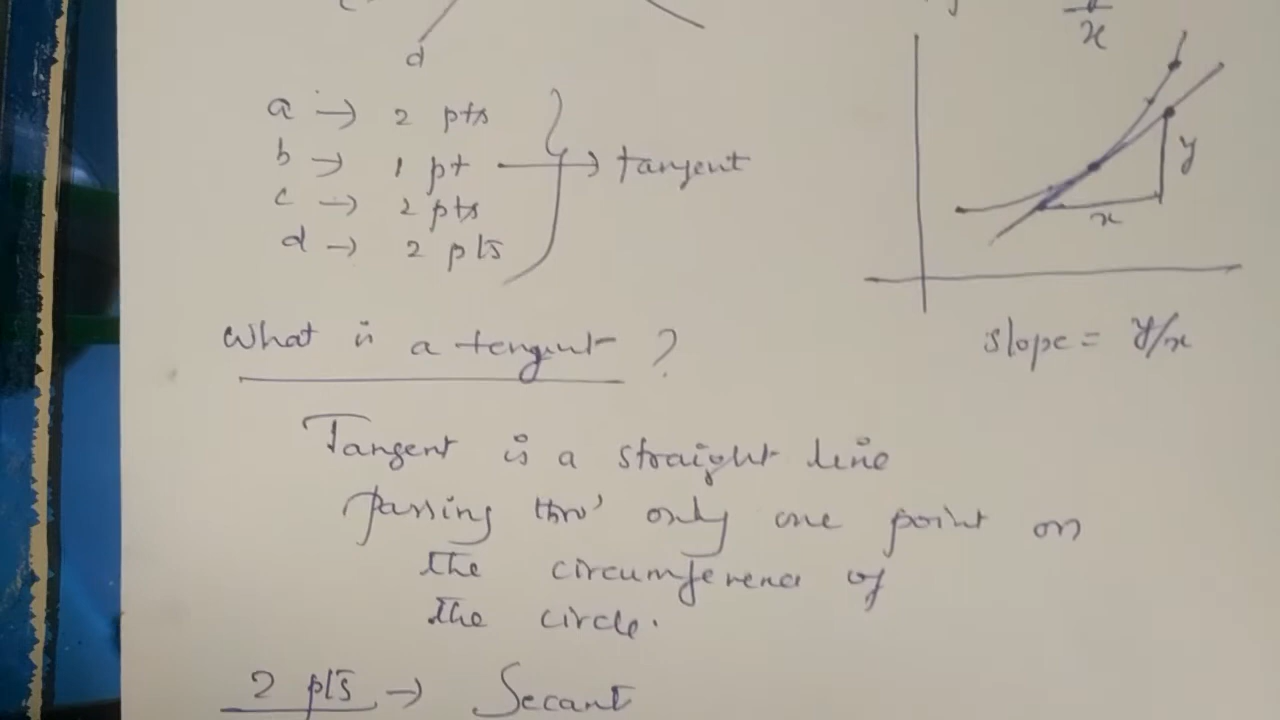 d
x
a → 2 pts
b → 1 pt → tangent
c → 2 pts
d → 2 pts
y
x
slope = y/x
What is a tangent ?
Tangent is a straight line
passing thro' only one point on
the circumference of
the circle.
2 pts → Secant